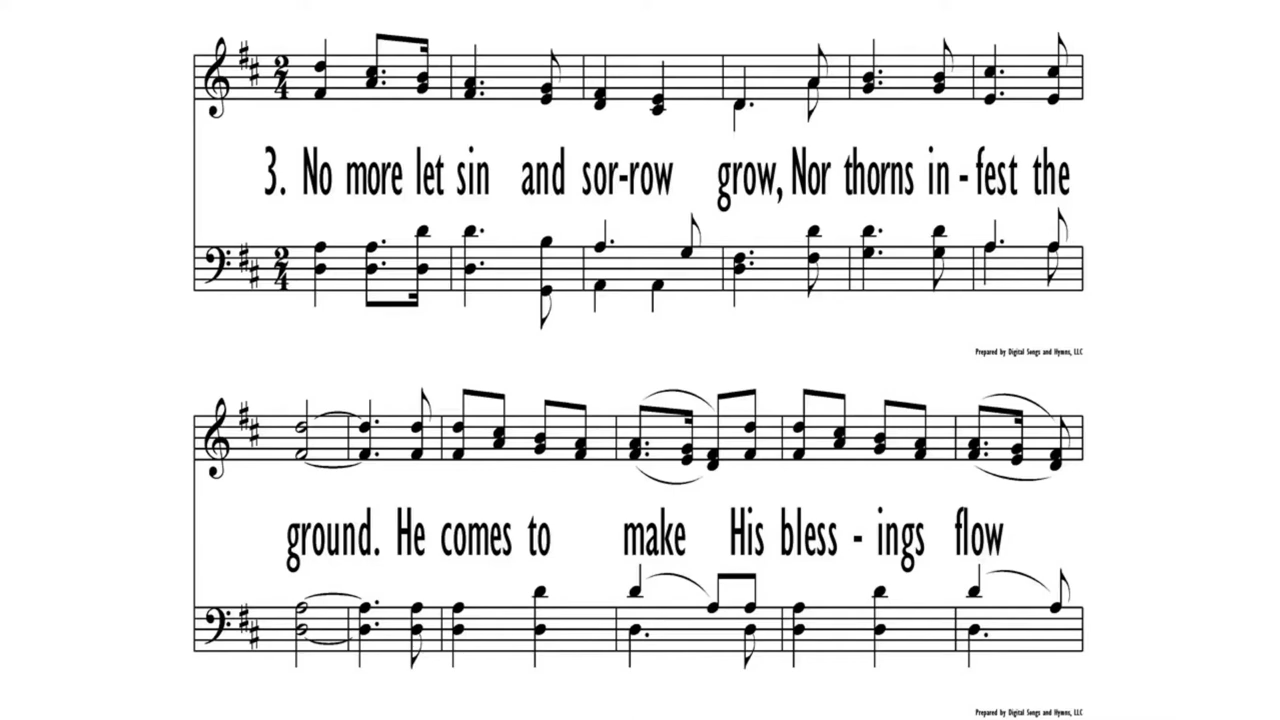 3. No more let sin and sor-row grow, Nor thorns in - fest the
Prepared by Digital Songs and Hymns, LLC
ground. He comes to make His bless - ings flow
Prepared by Digital Songs and Hymns, LLC